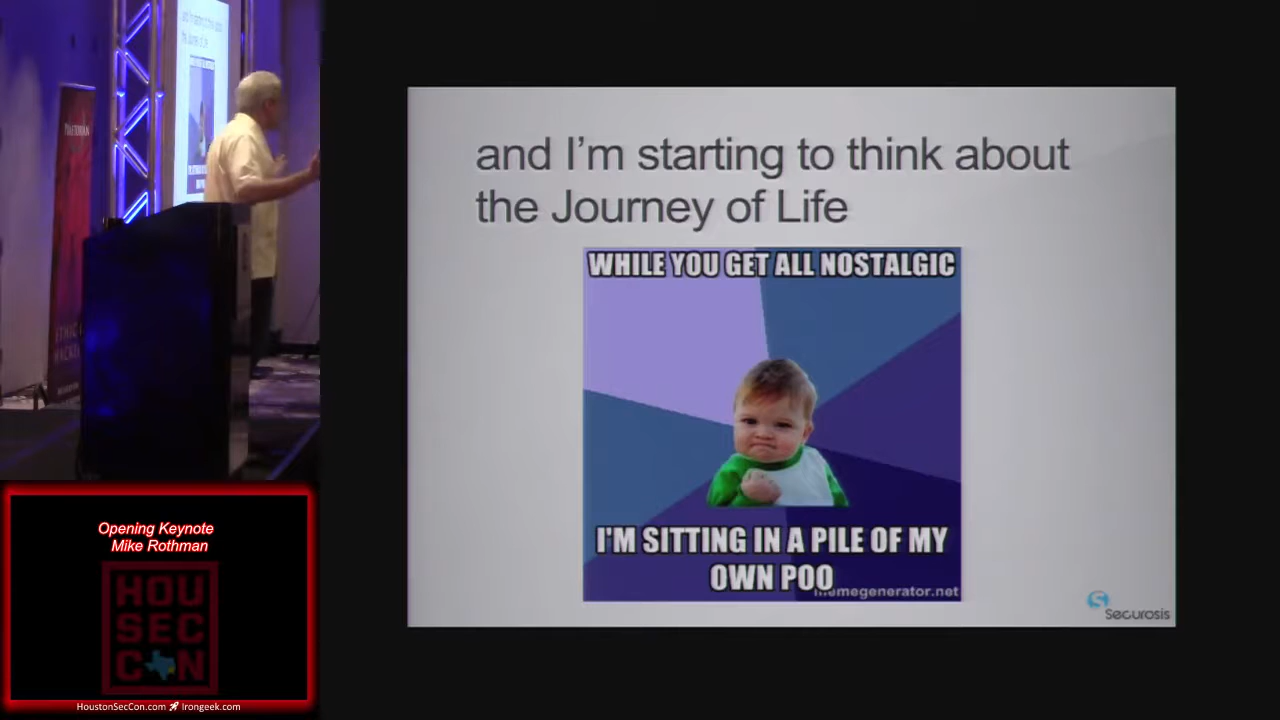 and I'm starting to think about
the Journey of Life
WHILE YOU GET ALL NOSTALGIC
I'M SITTING IN A PILE OF MY
OWN POO
memegenerator.net
Securosis
Opening Keynote
Mike Rothman
HOU
SEC
CON
HoustonSecCon.com Irongeek.com